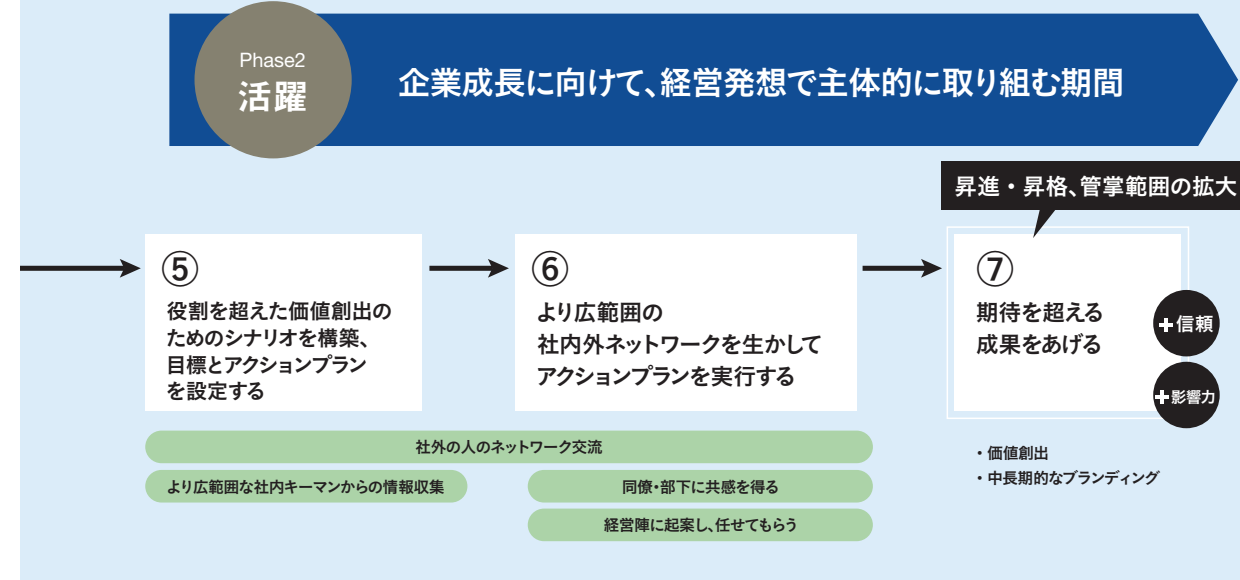 Phase2
活躍
企業成長に向けて、経営発想で主体的に取り組む期間
昇進・昇格、管掌範囲の拡大
⑤
役割を超えた価値創出の
ためのシナリオを構築、
目標とアクションプラン
を設定する
⑥
より広範囲の
社内外ネットワークを生かして
アクションプランを実行する
⑦
期待を超える
成果をあげる
+信頼
+影響力
社外の人のネットワーク交流
より広範囲な社内キーマンからの情報収集
同僚・部下に共感を得る
経営陣に起案し、任せてもらう
・価値創出
・中長期的なブランディング